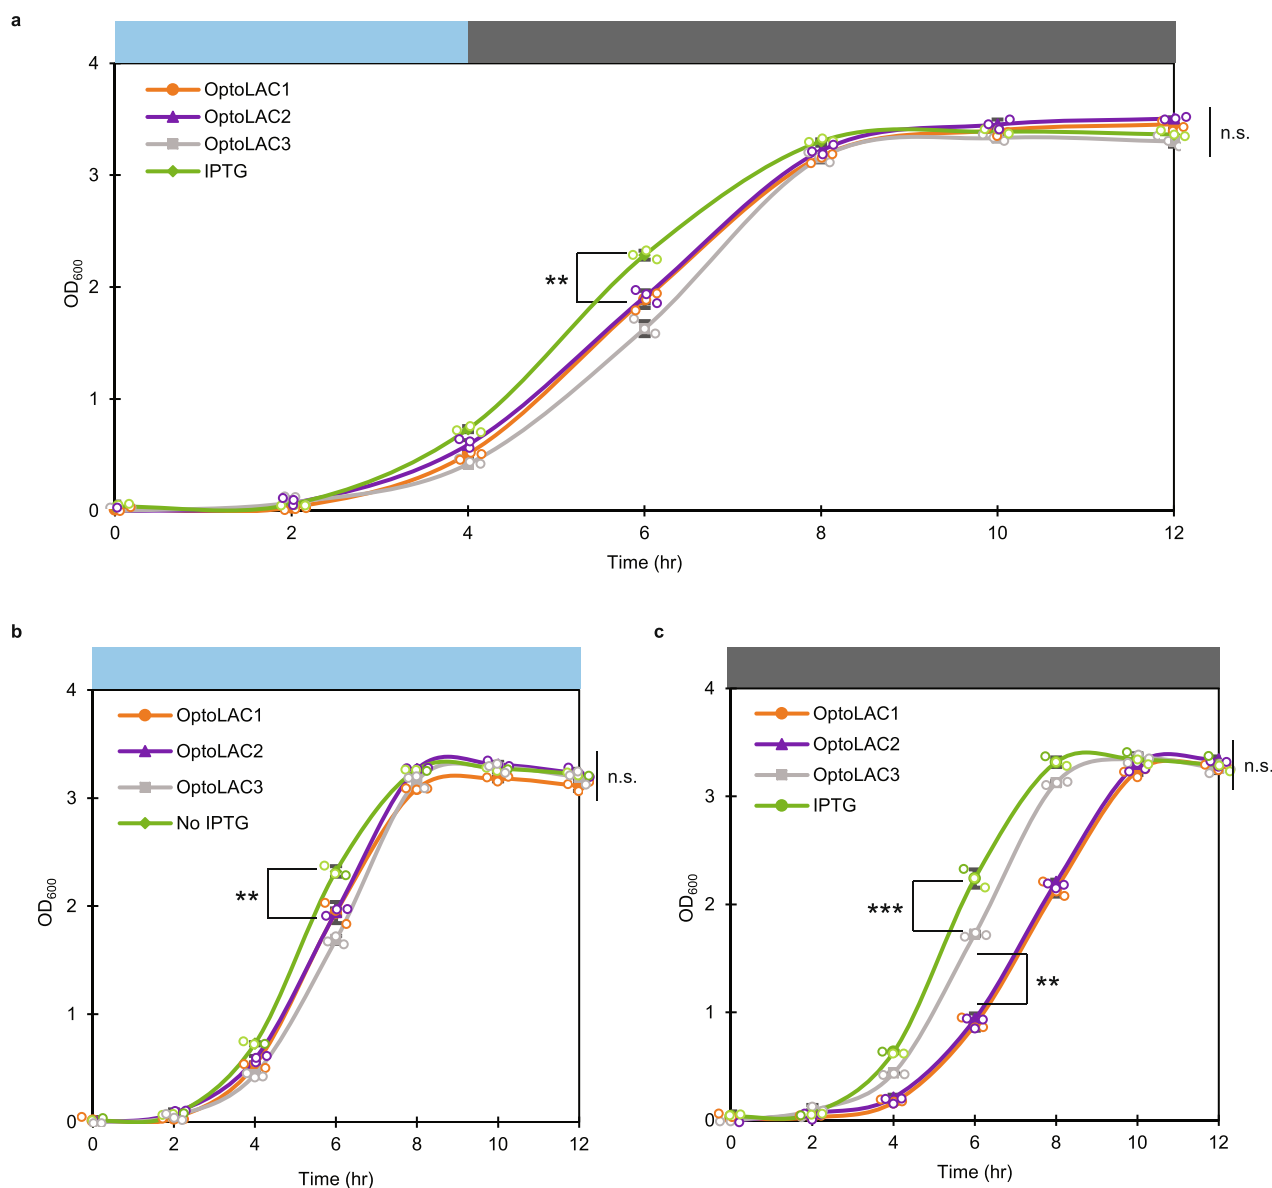 a
4
3
2
1
0
OD600
OptoLAC1
OptoLAC2
OptoLAC3
IPTG
**
n.s.
0 2 4 6 8 10 12
Time (hr)
b
4
3
2
1
0
OD600
OptoLAC1
OptoLAC2
OptoLAC3
No IPTG
**
n.s.
0 2 4 6 8 10 12
Time (hr)
c
4
3
2
1
0
OD600
OptoLAC1
OptoLAC2
OptoLAC3
IPTG
***
**
n.s.
0 2 4 6 8 10 12
Time (hr)